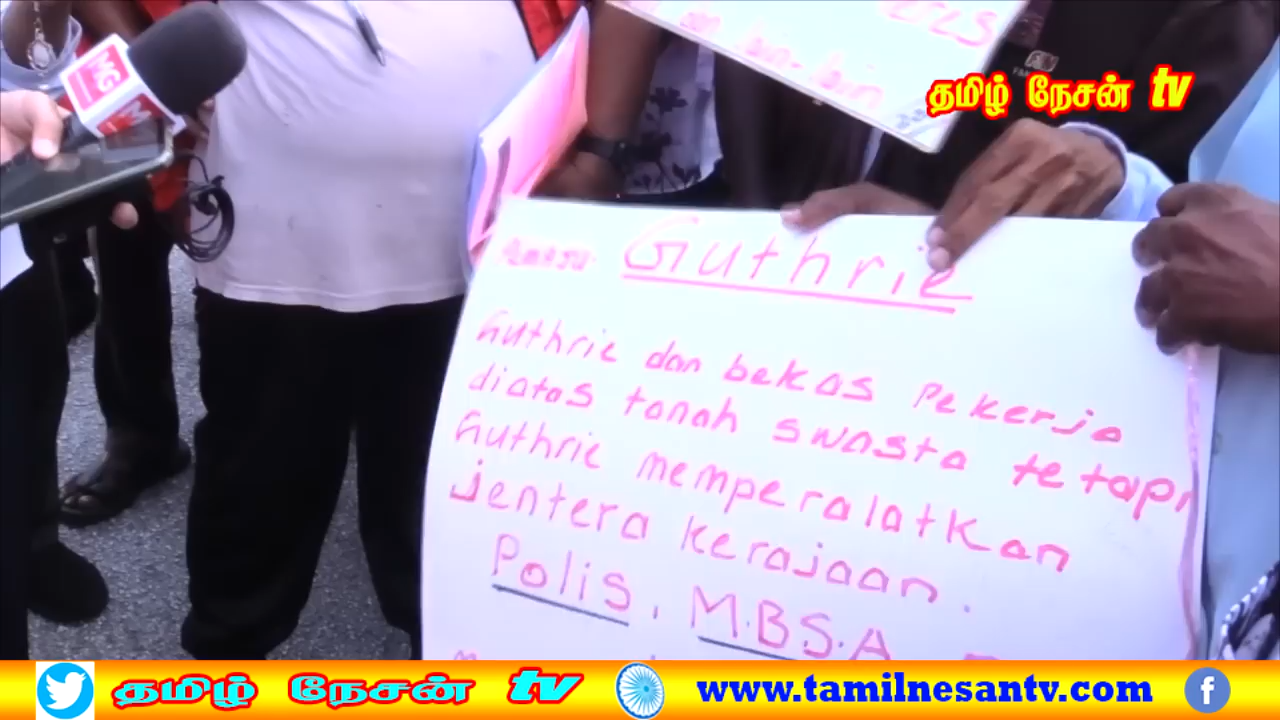 MG
தமிழ் நேசன் tv
Guthrie
Guthrie dan bekas pekerja
diatas tanah swasta tetapi
Guthrie memperalatkan
jentera kerajaan.
Polis, M.B.S.A
தமிழ் நேசன் tv
www.tamilnesantv.com
f